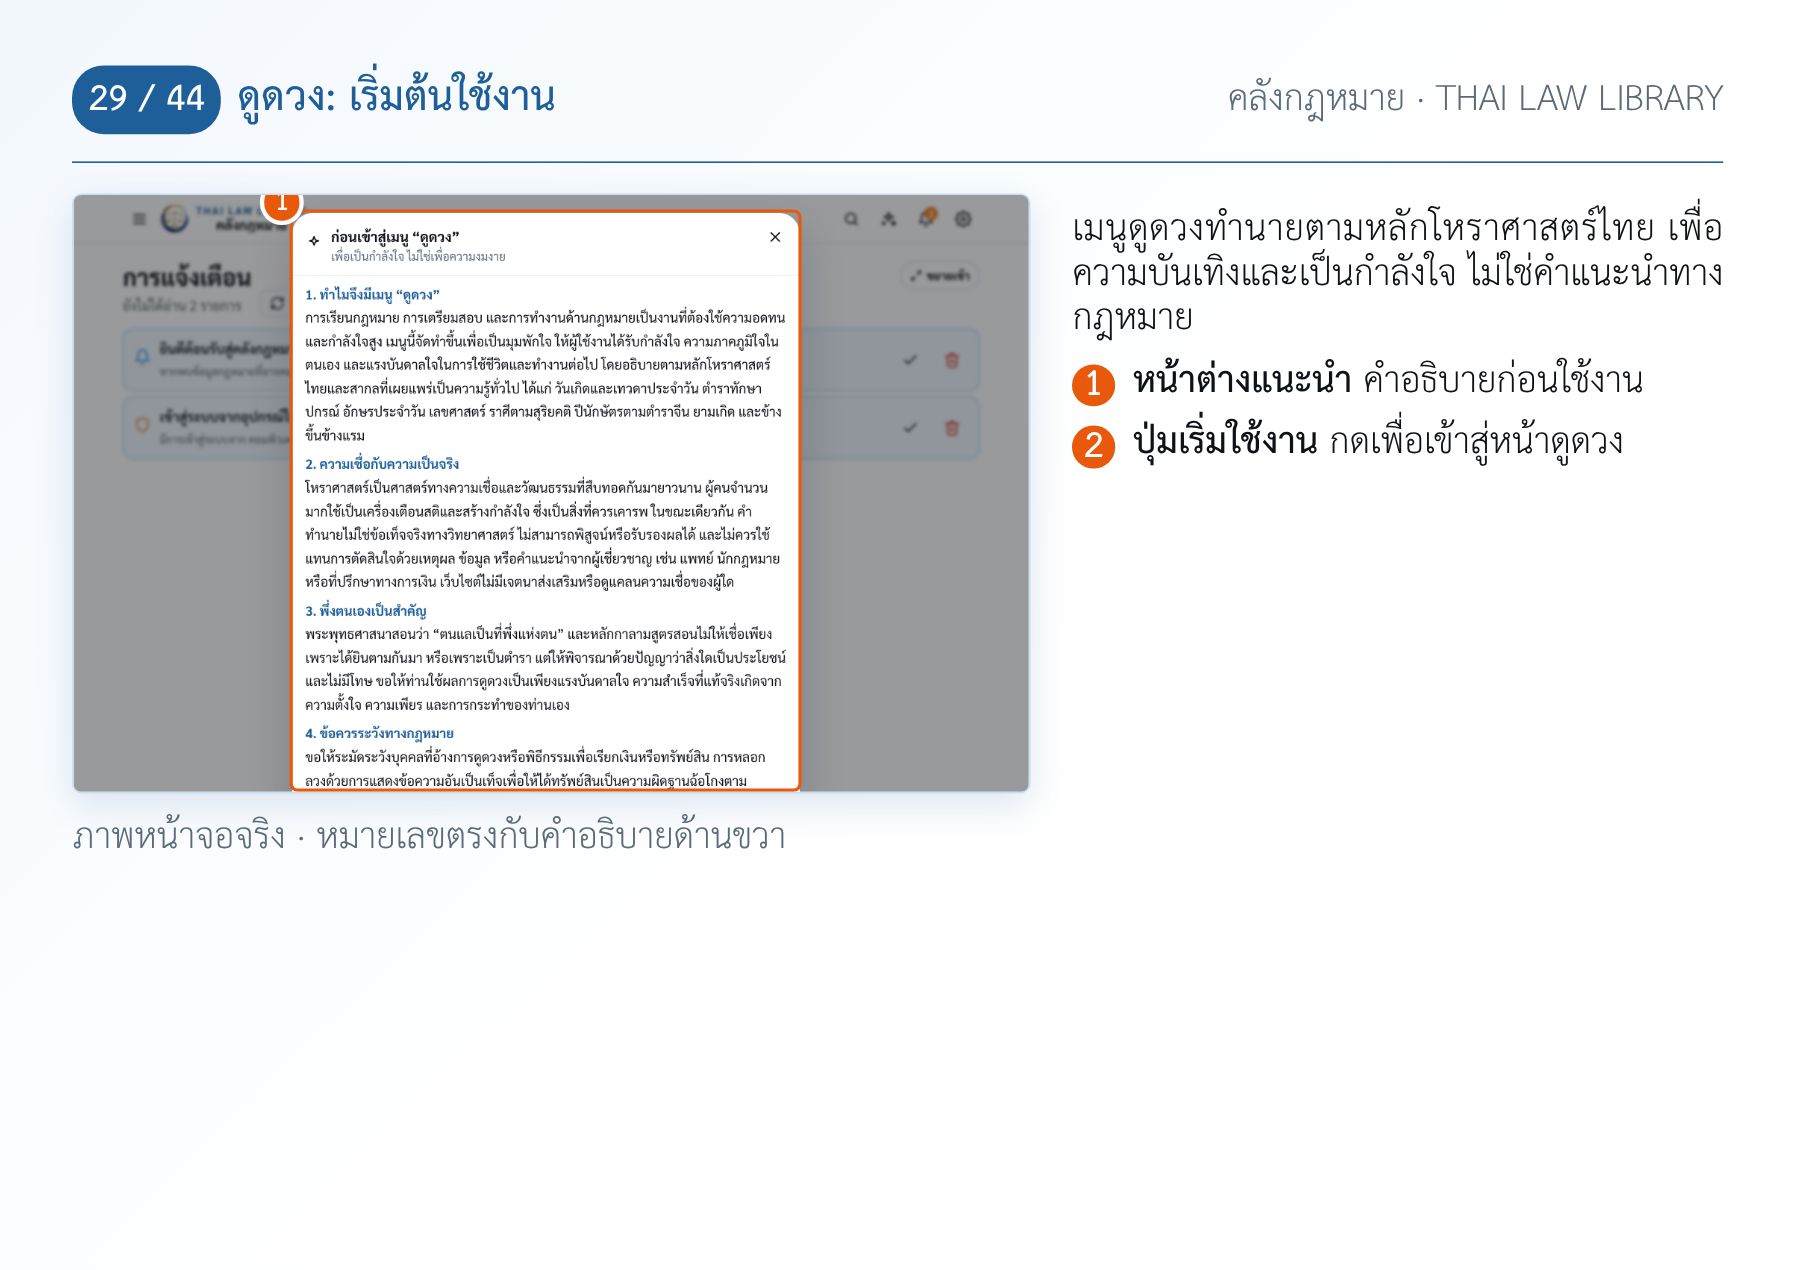 29 / 44 ดูดวง: เริ่มต้นใช้งาน
คลังกฎหมาย · THAI LAW LIBRARY
1
THAI LAW
คลังกฎหมาย
การแจ้งเตือน
ยังไม่ได้อ่าน 2 รายการ
ก่อนเข้าสู่เมนู “ดูดวง”
เพื่อเป็นกำลังใจ ไม่ใช่เพื่อความงมงาย
1. ทำไมจึงมีเมนู “ดูดวง”
การเรียนกฎหมาย การเตรียมสอบ และการทำงานด้านกฎหมายเป็นงานที่ต้องใช้ความอดทน
และกำลังใจสูง เมนูนี้จัดทำขึ้นเพื่อเป็นมุมพักใจ ให้ผู้ใช้งานได้รับกำลังใจ ความภาคภูมิใจใน
ตนเอง และแรงบันดาลใจในการใช้ชีวิตและทำงานต่อไป โดยอธิบายตามหลักโหราศาสตร์
ไทยและสากลที่เผยแพร่เป็นความรู้ทั่วไป ได้แก่ วันเกิดและเทวดาประจำวัน ตำราทักษา
ปกรณ์ อักษรประจำวัน เลขศาสตร์ ราศีตามสุริยคติ ปีนักษัตรตามตำราจีน ยามเกิด และข้าง
ขึ้นข้างแรม
2. ความเชื่อกับความเป็นจริง
โหราศาสตร์เป็นศาสตร์ทางความเชื่อและวัฒนธรรมที่สืบทอดกันมายาวนาน ผู้คนจำนวน
มากใช้เป็นเครื่องเตือนสติและสร้างกำลังใจ ซึ่งเป็นสิ่งที่ควรเคารพ ในขณะเดียวกัน คำ
ทำนายไม่ใช่ข้อเท็จจริงทางวิทยาศาสตร์ ไม่สามารถพิสูจน์หรือรับรองผลได้ และไม่ควรใช้
แทนการตัดสินใจด้วยเหตุผล ข้อมูล หรือคำแนะนำจากผู้เชี่ยวชาญ เช่น แพทย์ นักกฎหมาย
หรือที่ปรึกษาทางการเงิน เว็บไซต์ไม่มีเจตนาส่งเสริมหรือดูแคลนความเชื่อของผู้ใด
3. พึ่งตนเองเป็นสำคัญ
พระพุทธศาสนาสอนว่า “ตนแลเป็นที่พึ่งแห่งตน” และหลักกาลามสูตรสอนไม่ให้เชื่อเพียง
เพราะได้ยินตามกันมา หรือเพราะเป็นตำรา แต่ให้พิจารณาด้วยปัญญาว่าสิ่งใดเป็นประโยชน์
และไม่มีโทษ ขอให้ท่านใช้ผลการดูดวงเป็นเพียงแรงบันดาลใจ ความสำเร็จที่แท้จริงเกิดจาก
ความตั้งใจ ความเพียร และการกระทำของท่านเอง
4. ข้อควรระวังทางกฎหมาย
ขอให้ระมัดระวังบุคคลที่อ้างการดูดวงหรือพิธีกรรมเพื่อเรียกเงินหรือทรัพย์สิน การหลอก
ลวงด้วยการแสดงข้อความอันเป็นเท็จเพื่อให้ได้ทรัพย์สินเป็นความผิดฐานฉ้อโกงตาม
ภาพหน้าจอจริง · หมายเลขตรงกับคำอธิบายด้านขวา
เมนูดูดวงทำนายตามหลักโหราศาสตร์ไทย เพื่อ
ความบันเทิงและเป็นกำลังใจ ไม่ใช่คำแนะนำทาง
กฎหมาย
1 หน้าต่างแนะนำ คำอธิบายก่อนใช้งาน
2 ปุ่มเริ่มใช้งาน กดเพื่อเข้าสู่หน้าดูดวง